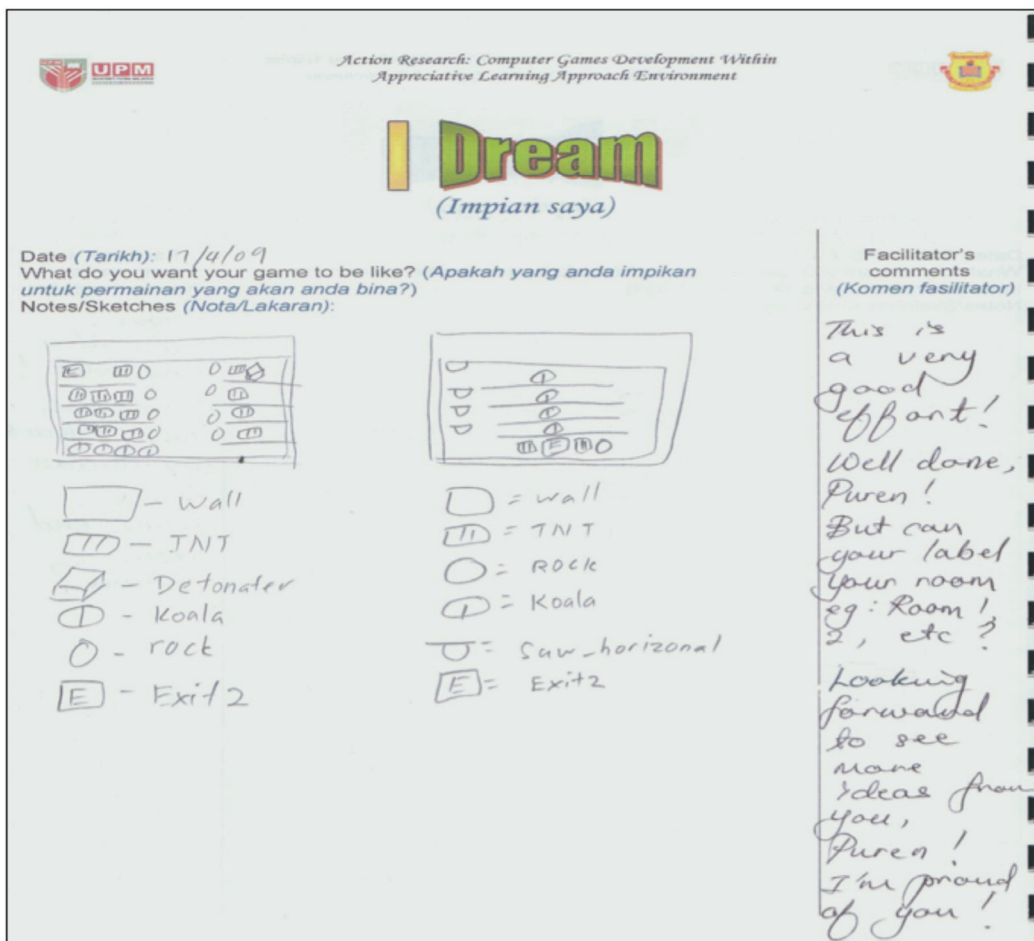 UPM
Action Research: Computer Games Development Within
Appreciative Learning Approach Environment
I Dream
(Impian saya)
Date (Tarikh): 17/4/09
What do you want your game to be like? (Apakah yang anda impikan
untuk permainan yang akan anda bina?)
Notes/Sketches (Nota/Lakaran):
E
- wall
- TNT
- Detonater
- Koala
- rock
E - Exit 2
E
= wall
= TNT
= ROCK
= Koala
= Saw_horizonal
E = Exit2
Facilitator's
comments
(Komen fasilitator)
This is
a very
good
effort!
Well done,
Puren!
But can
your label
your room
eg: Room 1,
2, etc?
Looking
forward
to see
more
ideas from
you,
Puren!
I'm proud
of you!